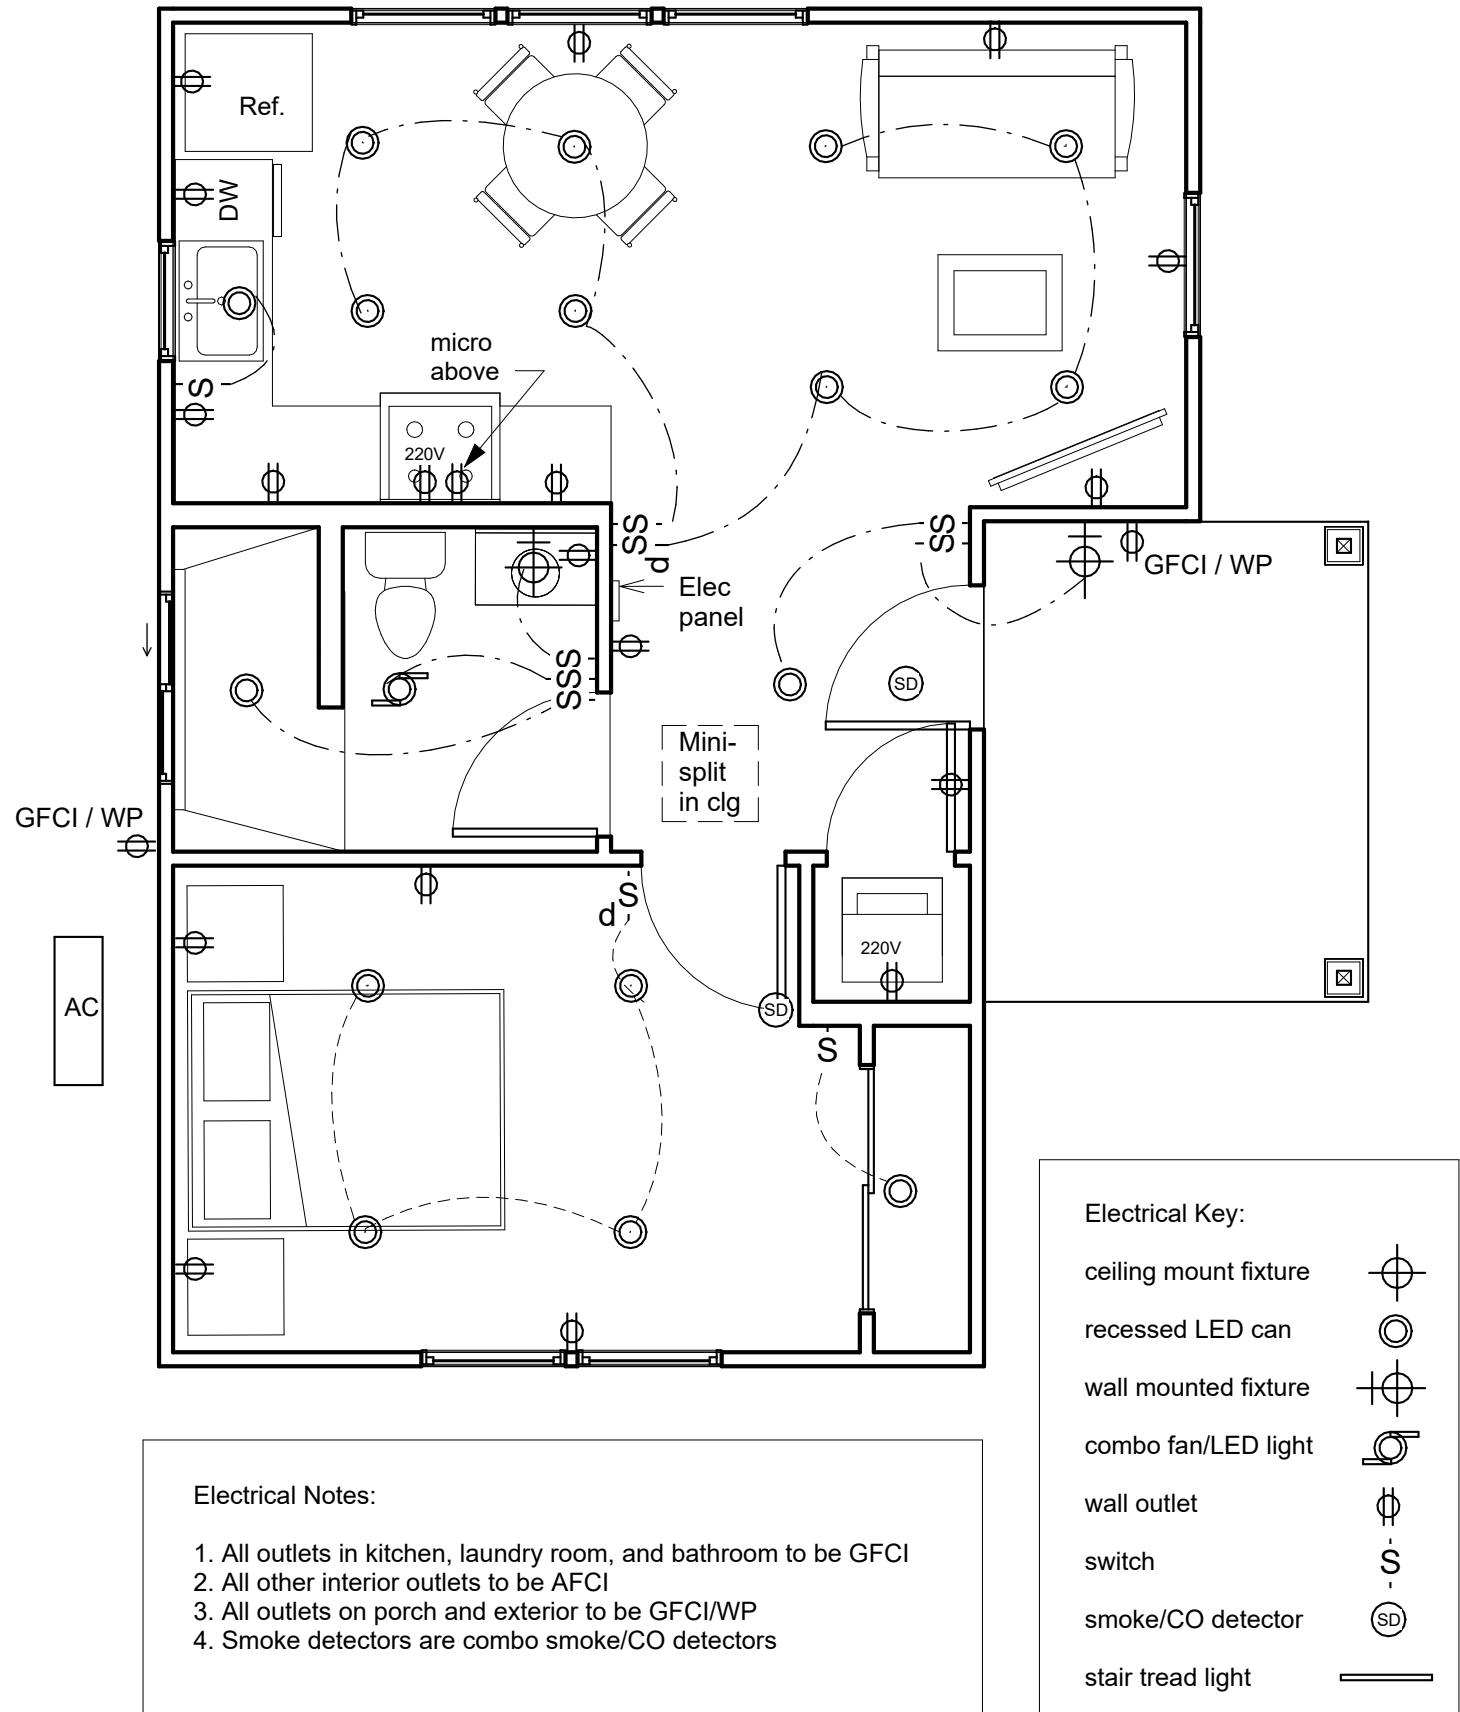 Ref.
DW
micro
above
S
220V
SS
d
SS
GFCI / WP
Elec
panel
SSS
SD
Mini-
split
in clg
GFCI / WP
S
d
220V
AC
SD
S
Electrical Key:
ceiling mount fixture
recessed LED can
wall mounted fixture
combo fan/LED light
wall outlet
switch
S
smoke/CO detector
SD
stair tread light
Electrical Notes:
1. All outlets in kitchen, laundry room, and bathroom to be GFCI
2. All other interior outlets to be AFCI
3. All outlets on porch and exterior to be GFCI/WP
4. Smoke detectors are combo smoke/CO detectors